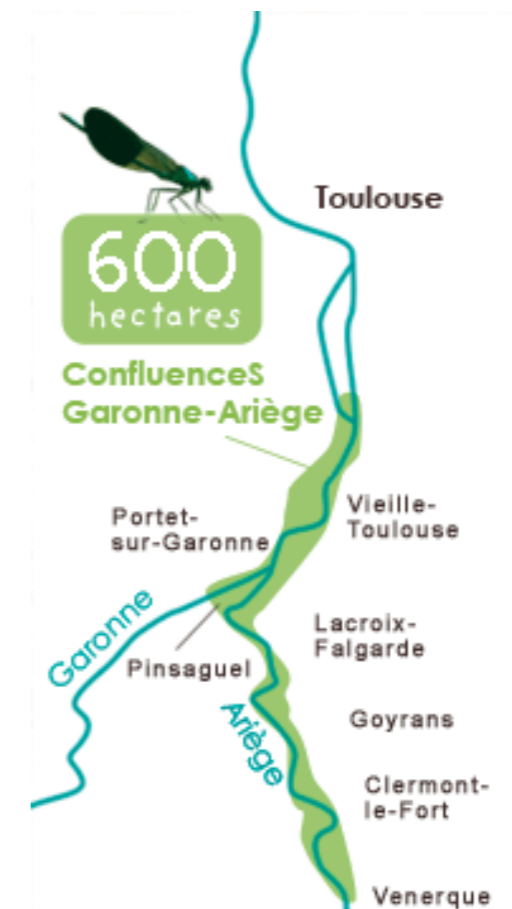 Toulouse
600
hectares
ConfluenceS
Garonne-Ariège
Vieille-
Toulouse
Portet-
sur-Garonne
Garonne
Pinsaguel
Lacroix-
Falgarde
Ariège
Goyrans
Clermont-
le-Fort
Venerque